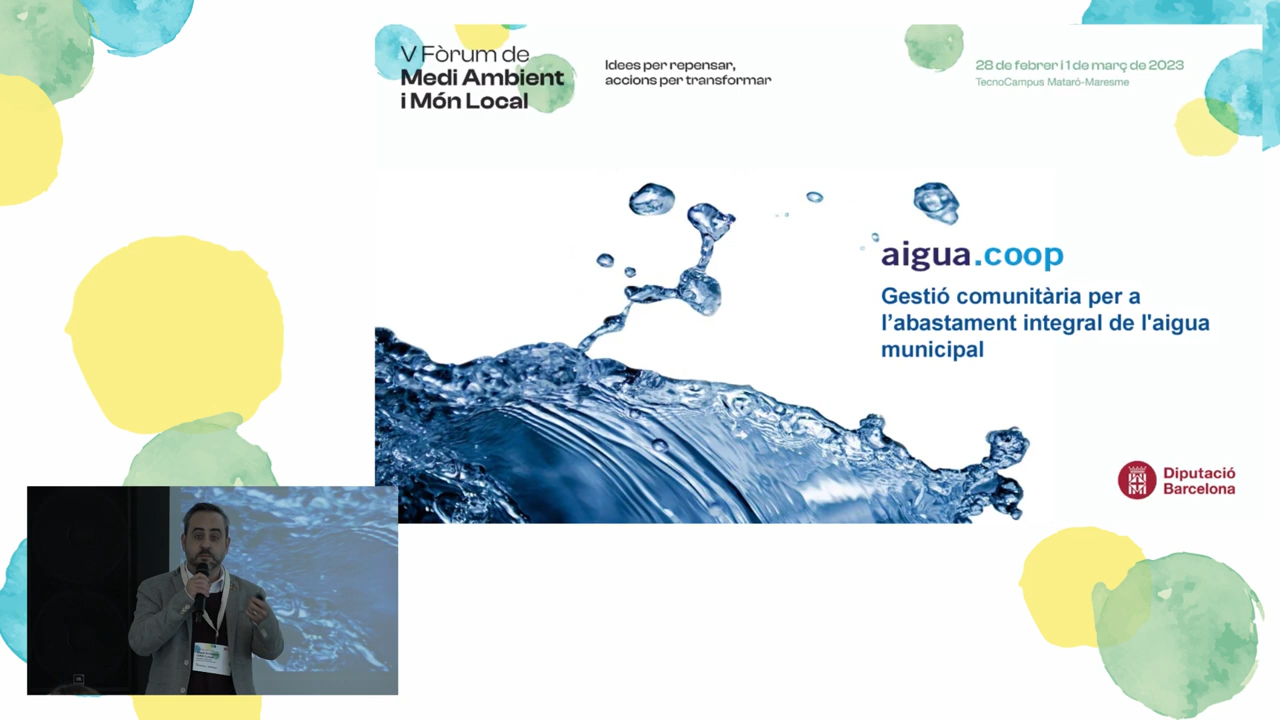 V Fòrum de
Medi Ambient
i Món Local
Idees per repensar,
accions per transformar
28 de febrer i 1 de març de 2023
TecnoCampus Mataró-Maresme
aigua.coop
Gestió comunitària per a
l'abastament integral de l'aigua
municipal
Diputació
Barcelona